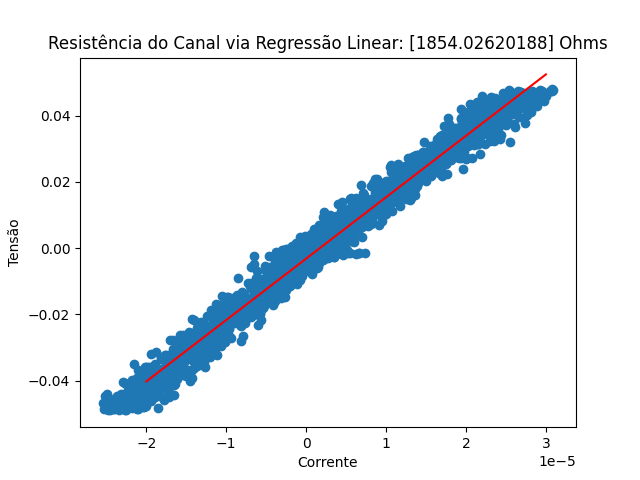 Resistência do Canal via Regressão Linear: [1854.02620188] Ohms
Tensão
0.04
0.02
0.00
−0.02
−0.04
−2
−1
0
1
2
3
1e−5
Corrente